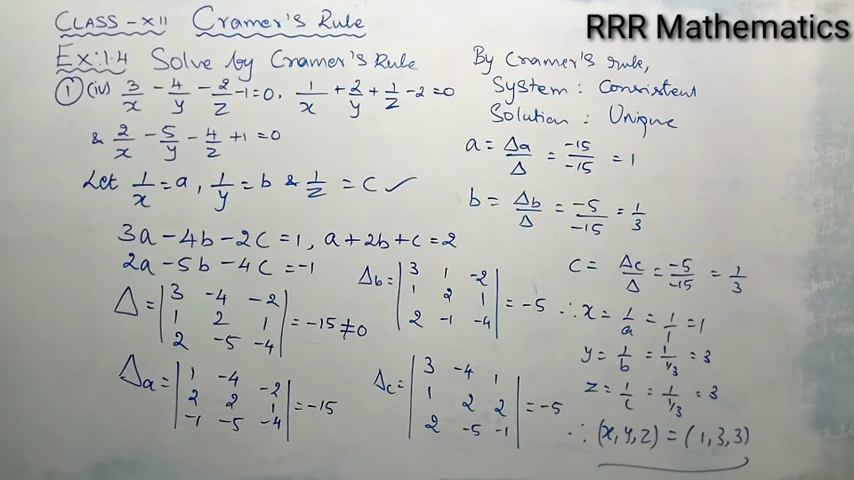 RRR Mathematics
CLASS - XII Cramer's Rule
Ex: 1.4 Solve by Cramer's Rule
① (iv) 3/x - 4/y - 2/z - 1 = 0, 1/x + 2/y + 1/z - 2 = 0
& 2/x - 5/y - 4/z + 1 = 0
Let 1/x = a, 1/y = b & 1/z = c ✓
3a - 4b - 2c = 1, a + 2b + c = 2
2a - 5b - 4c = -1
Δ = | 3 -4 -2 |
| 1 2 1 | = -15 ≠ 0
| 2 -5 -4 |
Δa = | 1 -4 -2 |
| 2 2 1 | = -15
| -1 -5 -4 |
Δb = | 3 1 -2 |
| 1 2 1 | = -5
| 2 -1 -4 |
Δc = | 3 -4 1 |
| 1 2 2 | = -5
| 2 -5 -1 |
By Cramer's rule,
System : Consistent
Solution : Unique
a = Δa/Δ = -15/-15 = 1
b = Δb/Δ = -5/-15 = 1/3
c = Δc/Δ = -5/-15 = 1/3
∴ x = 1/a = 1/1 = 1
y = 1/b = 1/1/3 = 3
z = 1/c = 1/1/3 = 3
∴ (x, y, z) = (1, 3, 3)